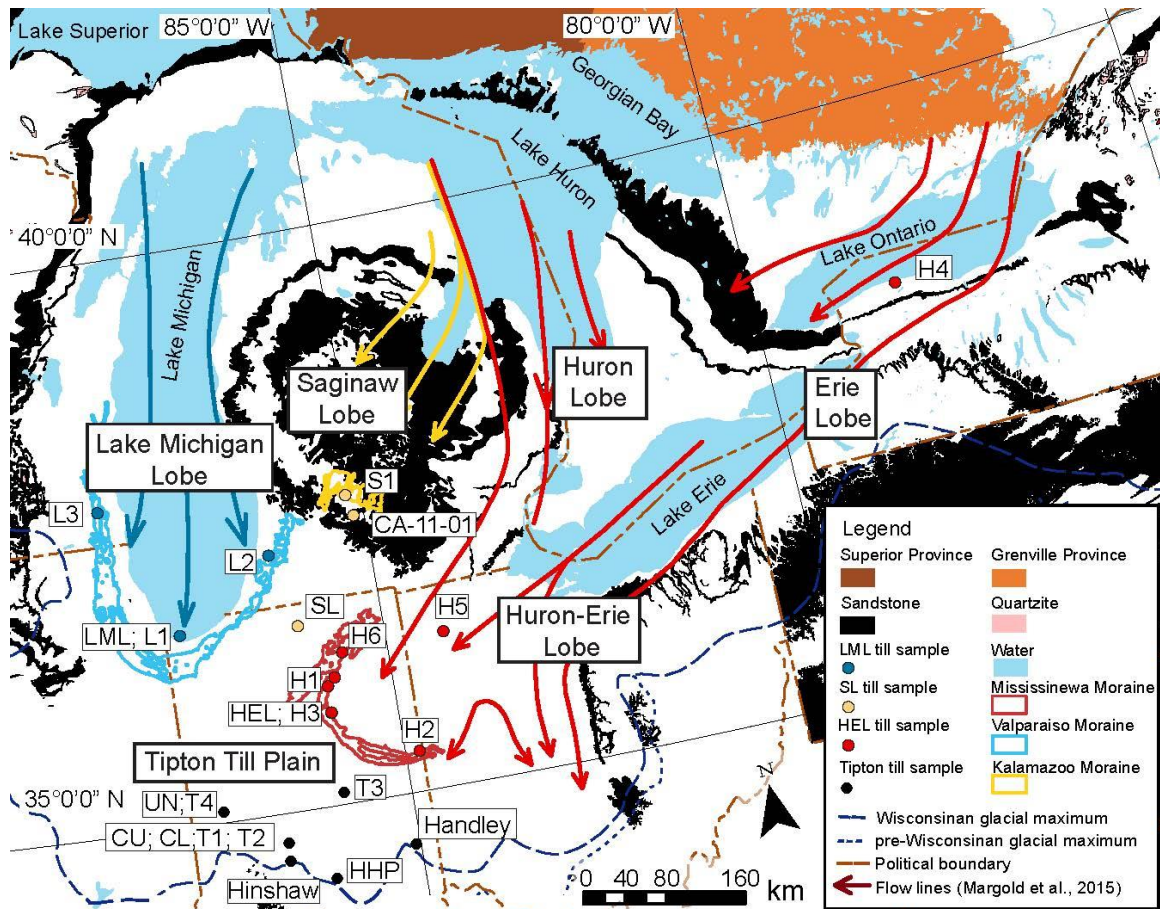 Lake Superior
85°0'0" W
80°0'0" W
Georgian Bay
Lake Huron
40°0'0" N
Lake Michigan
Lake Ontario
H4
Saginaw
Lobe
Huron
Lobe
Erie
Lobe
Lake Michigan
Lobe
S1
L3
CA-11-01
Lake Erie
L2
SL
H5
LML; L1
Huron-Erie
Lobe
H6
H1
HEL; H3
H2
Tipton Till Plain
T3
35°0'0" N
UN;T4
CU; CL;T1; T2
Handley
HHP
Hinshaw
N
0 20 40 80 120 160
km
Legend
Superior Province
Grenville Province
Sandstone
Quartzite
LML till sample
Water
SL till sample
Mississinewa Moraine
HEL till sample
Valparaiso Moraine
Tipton till sample
Kalamazoo Moraine
Wisconsinan glacial maximum
pre-Wisconsinan glacial maximum
Political boundary
Flow lines (Margold et al., 2015)